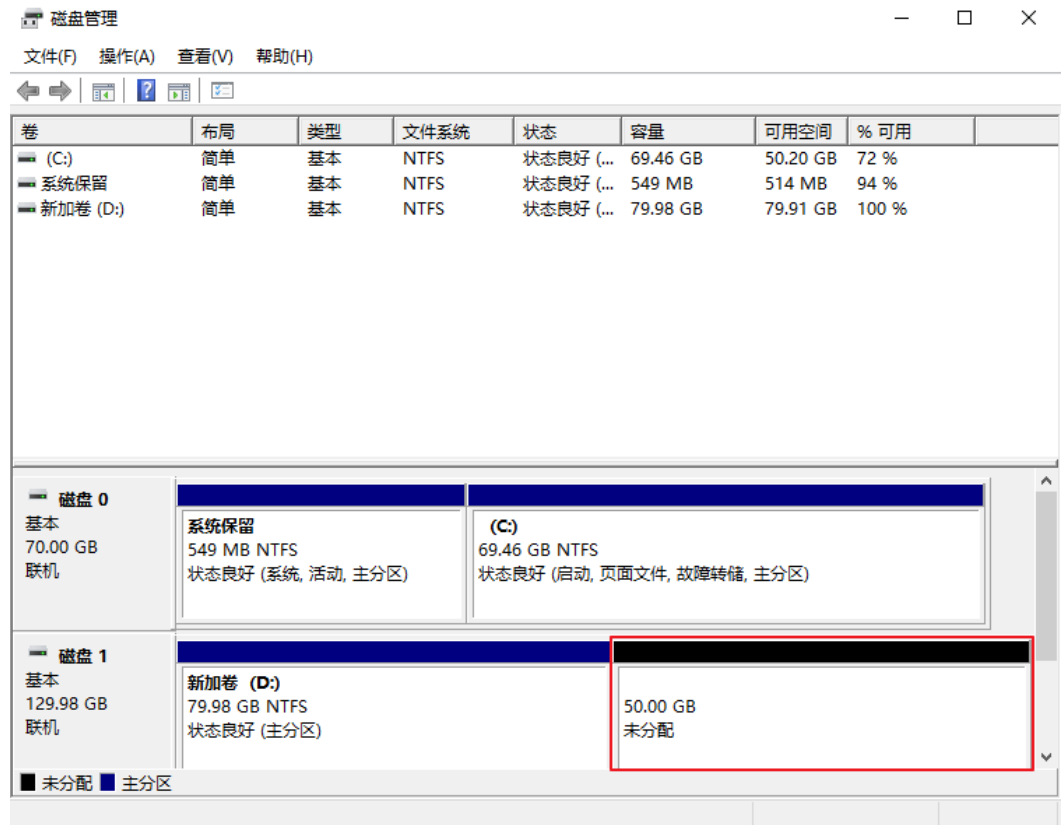 磁盘管理
文件(F) 操作(A) 查看(V) 帮助(H)
卷 布局 类型 文件系统 状态 容量 可用空间 % 可用
(C:) 简单 基本 NTFS 状态良好 (... 69.46 GB 50.20 GB 72 %
系统保留 简单 基本 NTFS 状态良好 (... 549 MB 514 MB 94 %
新加卷 (D:) 简单 基本 NTFS 状态良好 (... 79.98 GB 79.91 GB 100 %
磁盘 0
基本
70.00 GB
联机
系统保留
549 MB NTFS
状态良好 (系统, 活动, 主分区)
(C:)
69.46 GB NTFS
状态良好 (启动, 页面文件, 故障转储, 主分区)
磁盘 1
基本
129.98 GB
联机
新加卷 (D:)
79.98 GB NTFS
状态良好 (主分区)
50.00 GB
未分配
未分配 主分区